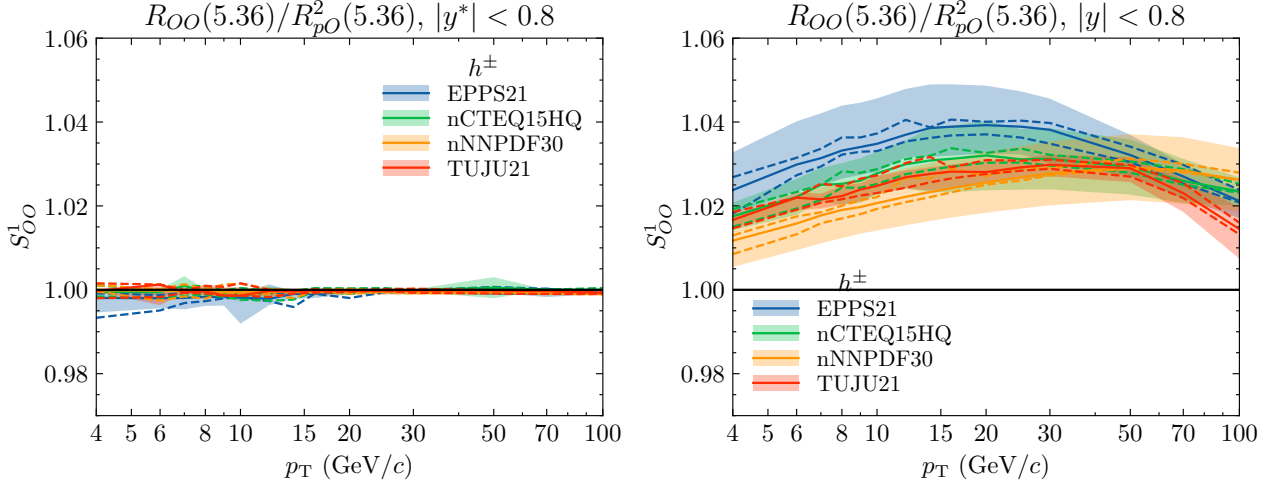 R_{OO}(5.36)/R^2_{pO}(5.36), |y*| < 0.8
1.06
1.04
1.02
1.00
0.98
S^1_{OO}
h^±
EPPS21
nCTEQ15HQ
nNNPDF30
TUJU21
4 5 6 8 10 15 20 30 50 70 100
p_T (GeV/c)
R_{OO}(5.36)/R^2_{pO}(5.36), |y| < 0.8
1.06
1.04
1.02
1.00
0.98
S^1_{OO}
h^±
EPPS21
nCTEQ15HQ
nNNPDF30
TUJU21
4 5 6 8 10 15 20 30 50 70 100
p_T (GeV/c)